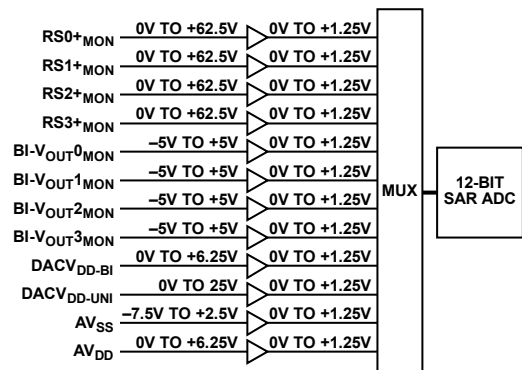 RS0+MON 0V TO +62.5V 0V TO +1.25V
RS1+MON 0V TO +62.5V 0V TO +1.25V
RS2+MON 0V TO +62.5V 0V TO +1.25V
RS3+MON 0V TO +62.5V 0V TO +1.25V
BI-VOUT0MON –5V TO +5V 0V TO +1.25V
BI-VOUT1MON –5V TO +5V 0V TO +1.25V
BI-VOUT2MON –5V TO +5V 0V TO +1.25V
BI-VOUT3MON –5V TO +5V 0V TO +1.25V
DACVDD-BI 0V TO +6.25V 0V TO +1.25V
DACVDD-UNI 0V TO 25V 0V TO +1.25V
AVSS –7.5V TO +2.5V 0V TO +1.25V
AVDD 0V TO +6.25V 0V TO +1.25V
MUX
12-BIT
SAR ADC